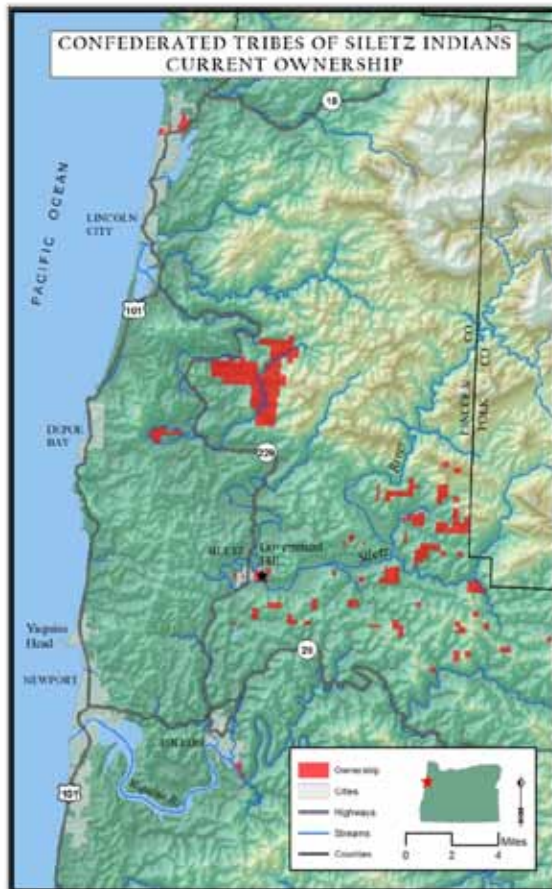 CONFEDERATED TRIBES OF SILETZ INDIANS
CURRENT OWNERSHIP
18
PACIFIC OCEAN
LINCOLN
CITY
101
LINCOLN CO
POLK CO
DEPOE
BAY
229
River
SILETZ
Government
Hill
Siletz
Yaquina
Head
20
NEWPORT
TOLEDO
101
Ownership
Cities
Highways
Streams
Counties
0 2 4
Miles